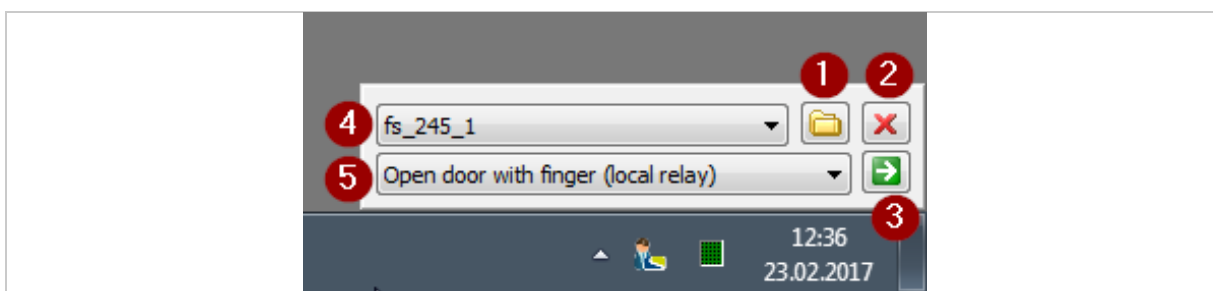 1 2
4 fs_245_1
5 Open door with finger (local relay)
3
12:36
23.02.2017